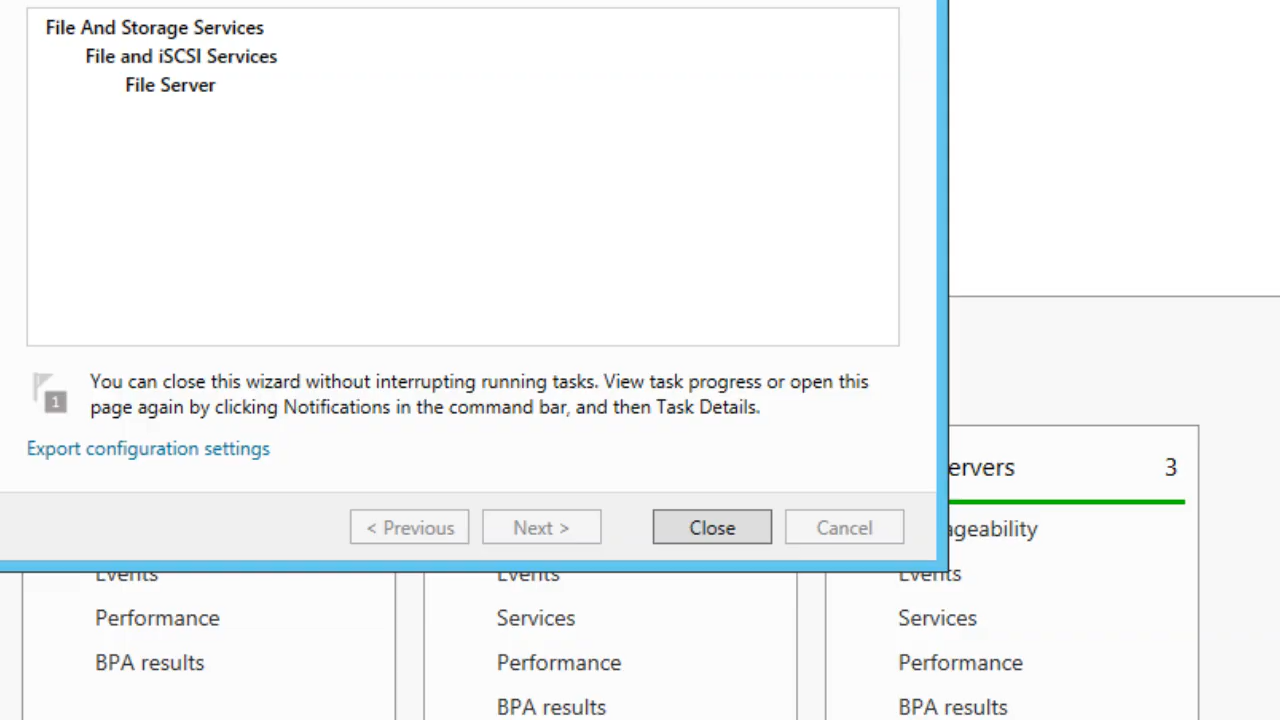 File And Storage Services
File and iSCSI Services
File Server
You can close this wizard without interrupting running tasks. View task progress or open this
page again by clicking Notifications in the command bar, and then Task Details.
1
Export configuration settings
< Previous
Next >
Close
Cancel
ervers
3
ageability
Events
Performance
BPA results
Events
Services
Performance
BPA results
Events
Services
Performance
BPA results